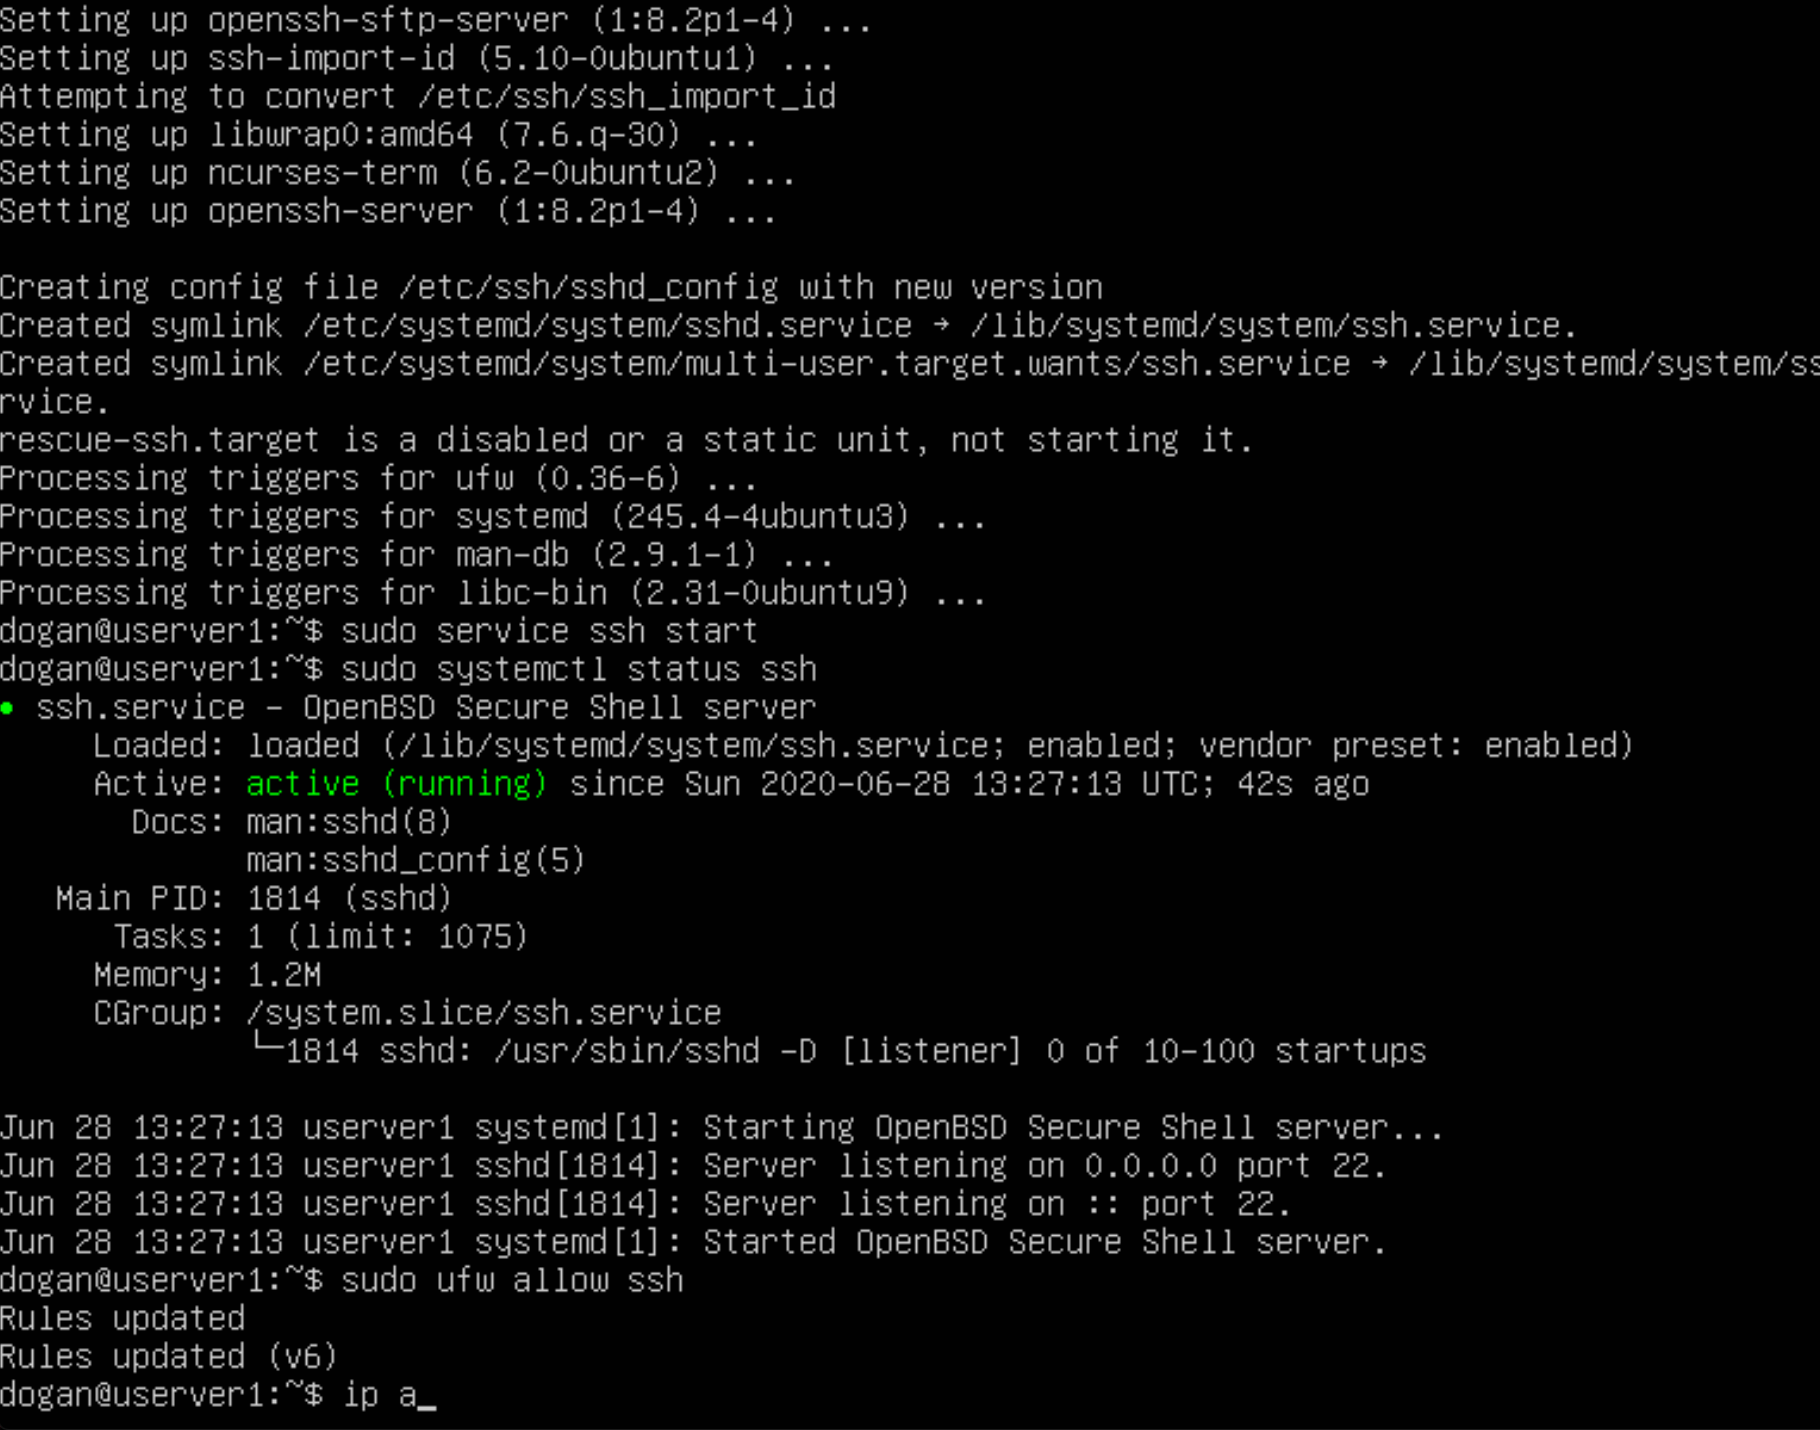 Setting up openssh-sftp-server (1:8.2p1-4) ...
Setting up ssh-import-id (5.10-0ubuntu1) ...
Attempting to convert /etc/ssh/ssh_import_id
Setting up libwrap0:amd64 (7.6.q-30) ...
Setting up ncurses-term (6.2-0ubuntu2) ...
Setting up openssh-server (1:8.2p1-4) ...

Creating config file /etc/ssh/sshd_config with new version
Created symlink /etc/systemd/system/sshd.service → /lib/systemd/system/ssh.service.
Created symlink /etc/systemd/system/multi-user.target.wants/ssh.service → /lib/systemd/system/ss
rvice.
rescue-ssh.target is a disabled or a static unit, not starting it.
Processing triggers for ufw (0.36-6) ...
Processing triggers for systemd (245.4-4ubuntu3) ...
Processing triggers for man-db (2.9.1-1) ...
Processing triggers for libc-bin (2.31-0ubuntu9) ...
dogan@userver1:~$ sudo service ssh start
dogan@userver1:~$ sudo systemctl status ssh
● ssh.service - OpenBSD Secure Shell server
     Loaded: loaded (/lib/systemd/system/ssh.service; enabled; vendor preset: enabled)
     Active: active (running) since Sun 2020-06-28 13:27:13 UTC; 42s ago
       Docs: man:sshd(8)
             man:sshd_config(5)
   Main PID: 1814 (sshd)
      Tasks: 1 (limit: 1075)
     Memory: 1.2M
     CGroup: /system.slice/ssh.service
             └─1814 sshd: /usr/sbin/sshd -D [listener] 0 of 10-100 startups

Jun 28 13:27:13 userver1 systemd[1]: Starting OpenBSD Secure Shell server...
Jun 28 13:27:13 userver1 sshd[1814]: Server listening on 0.0.0.0 port 22.
Jun 28 13:27:13 userver1 sshd[1814]: Server listening on :: port 22.
Jun 28 13:27:13 userver1 systemd[1]: Started OpenBSD Secure Shell server.
dogan@userver1:~$ sudo ufw allow ssh
Rules updated
Rules updated (v6)
dogan@userver1:~$ ip a_